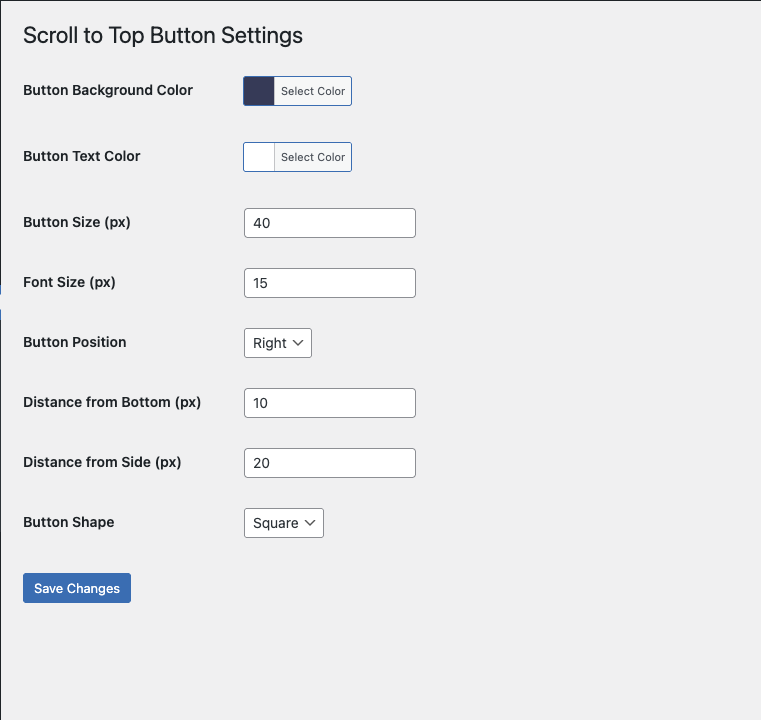 Scroll to Top Button Settings
Button Background Color
Select Color
Button Text Color
Select Color
Button Size (px)
40
Font Size (px)
15
Button Position
Right
Distance from Bottom (px)
10
Distance from Side (px)
20
Button Shape
Square
Save Changes